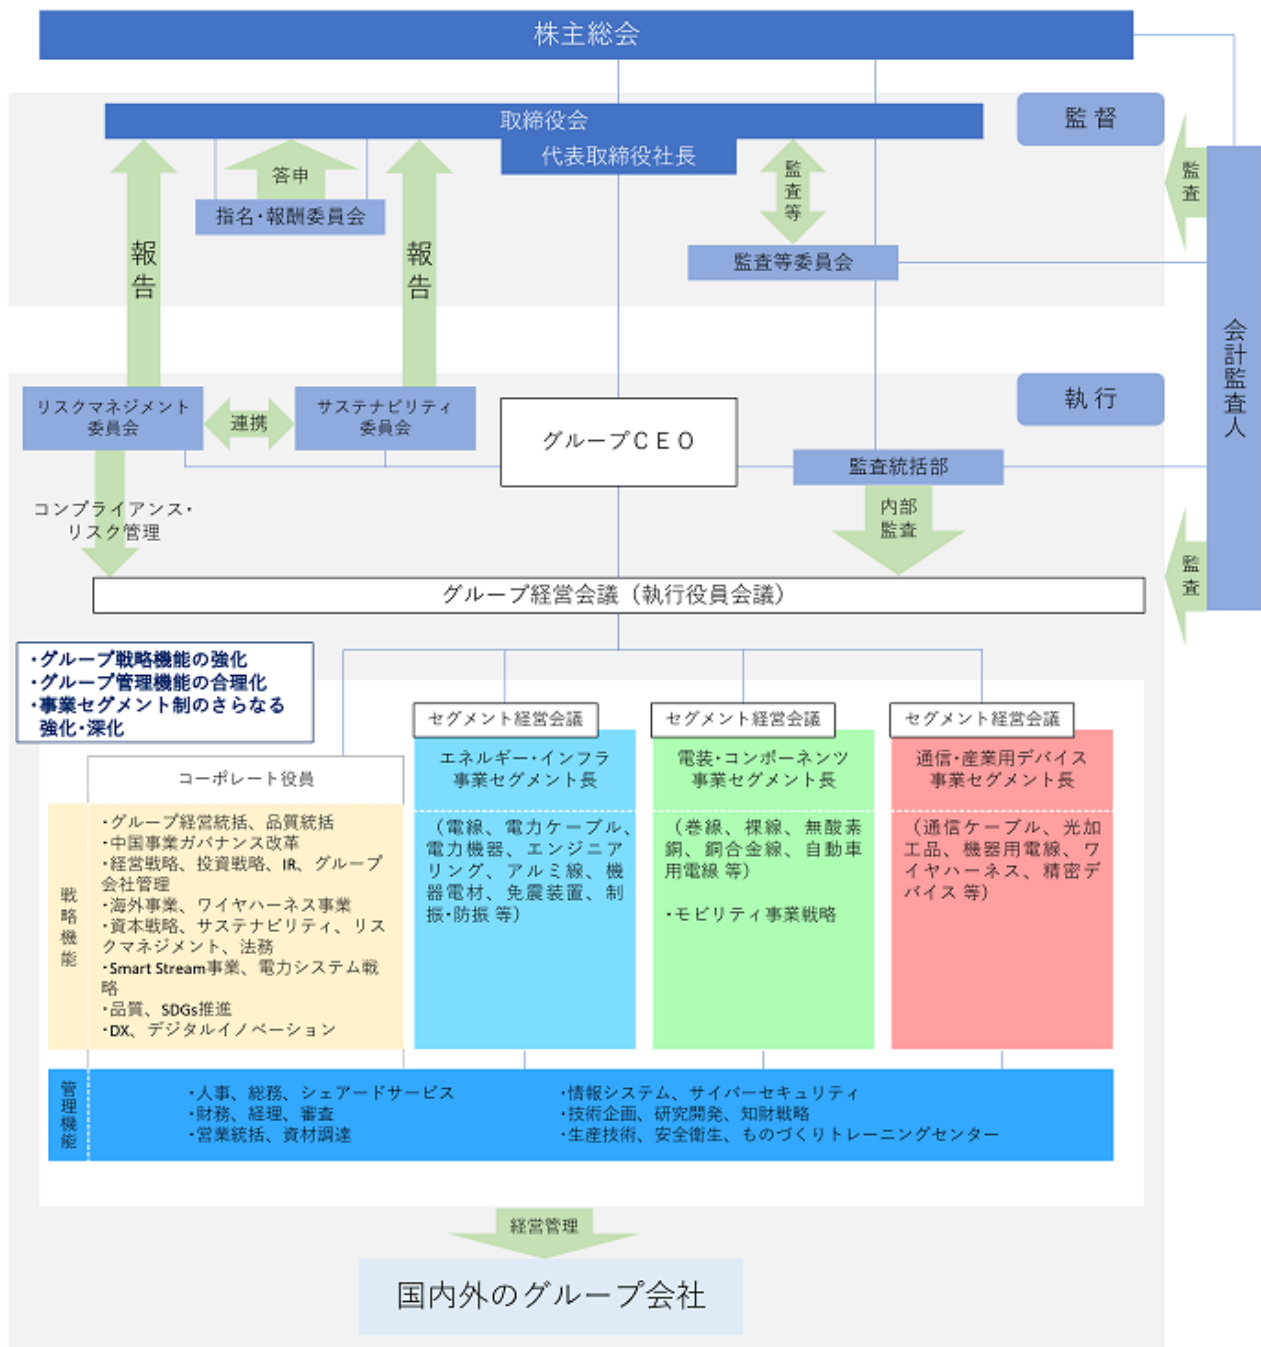 株主総会
取締役会
代表取締役社長
監督
答申
指名・報酬委員会
監
査
等
監査等委員会
監
査
報
告
報
告
会
計
監
査
人
執行
リスクマネジメント
委員会
連携
サステナビリティ
委員会
グループCEO
監査統括部
内部
監査
コンプライアンス・
リスク管理
監
査
グループ経営会議（執行役員会議）
・グループ戦略機能の強化
・グループ管理機能の合理化
・事業セグメント制のさらなる
強化・深化
コーポレート役員
戦
略
機
能
・グループ経営統括、品質統括
・中国事業ガバナンス改革
・経営戦略、投資戦略、IR、グループ
会社管理
・海外事業、ワイヤハーネス事業
・資本戦略、サステナビリティ、リス
クマネジメント、法務
・Smart Stream事業、電力システム戦
略
・品質、SDGs推進
・DX、デジタルイノベーション
セグメント経営会議
エネルギー・インフラ
事業セグメント長
（電線、電力ケーブル、
電力機器、エンジニア
リング、アルミ線、機
器電材、免震装置、制
振・防振 等）
セグメント経営会議
電装・コンポーネンツ
事業セグメント長
（巻線、裸線、無酸素
銅、銅合金線、自動車
用電線 等）
・モビリティ事業戦略
セグメント経営会議
通信・産業用デバイス
事業セグメント長
（通信ケーブル、光加
工品、機器用電線、ワ
イヤハーネス、精密デ
バイス 等）
管
理
機
能
・人事、総務、シェアードサービス
・財務、経理、審査
・営業統括、資材調達
・情報システム、サイバーセキュリティ
・技術企画、研究開発、知財戦略
・生産技術、安全衛生、ものづくりトレーニングセンター
経営管理
国内外のグループ会社